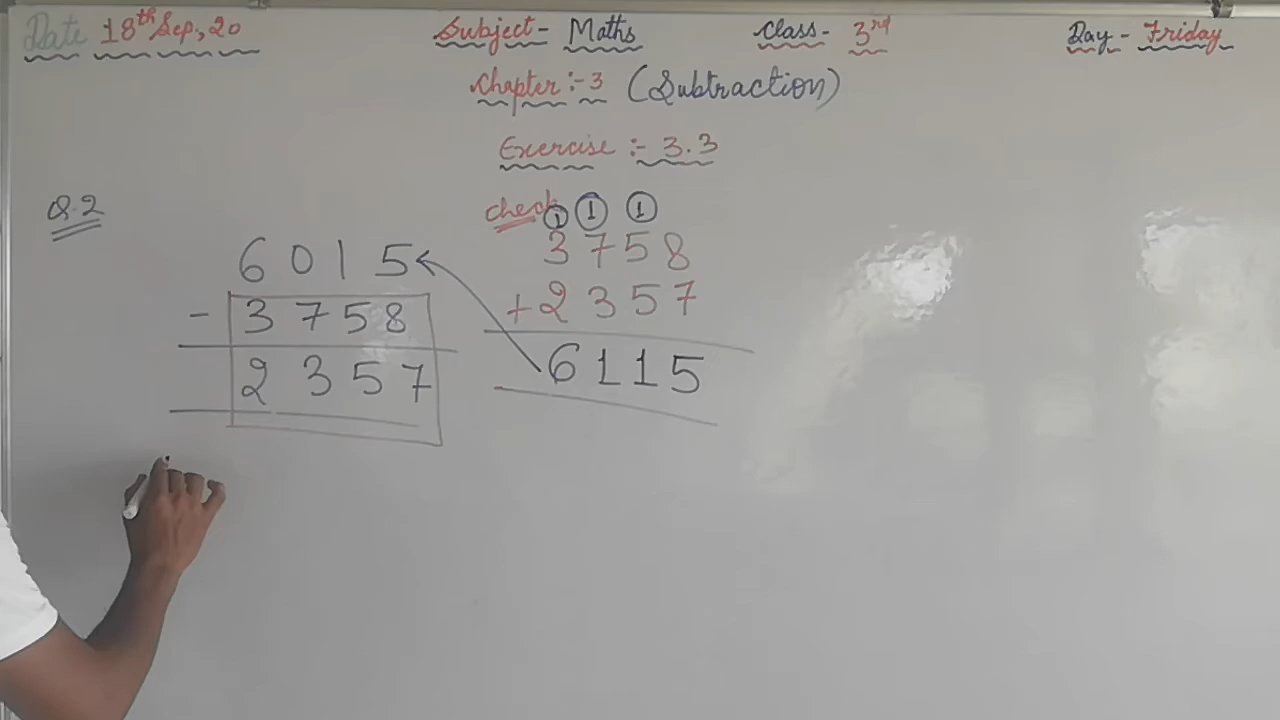 Date 18th Sep, 20 Subject- Maths Class- 3rd Day- Friday
Chapter :- 3 (Subtraction)
Exercise :- 3.3
Q.2
6015
- 3758
2357
Check
1 1 1
3758
+2357
6115